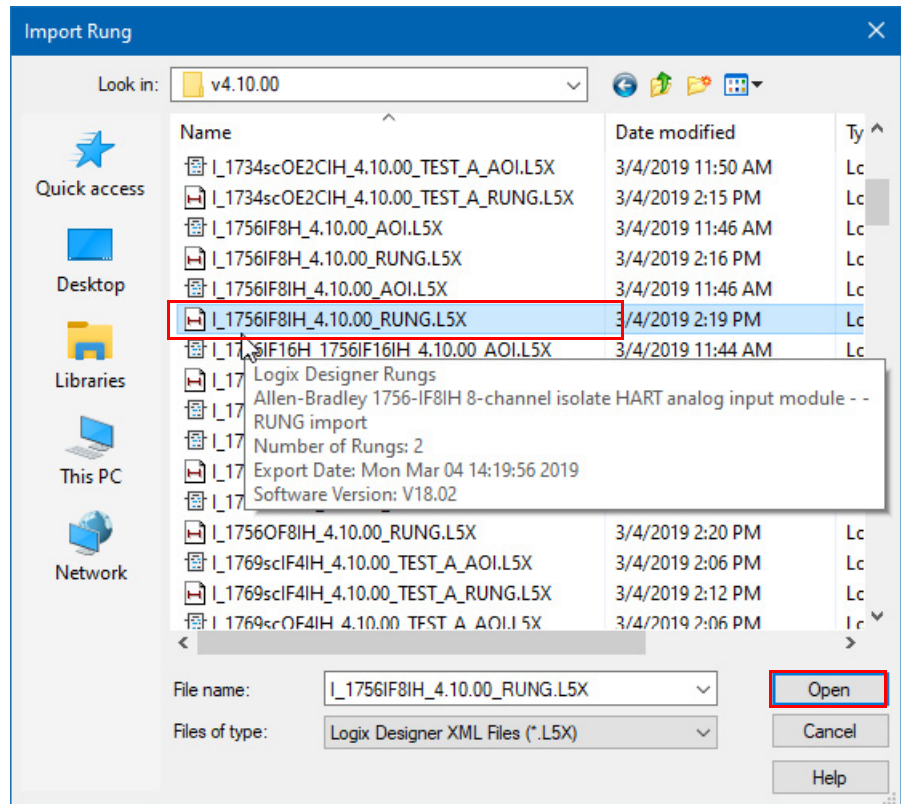 Import Rung
Look in: v4.10.00
Name Date modified Ty
I_1734scOE2CIH_4.10.00_TEST_A_AOI.L5X 3/4/2019 11:50 AM Lc
Quick access
I_1734scOE2CIH_4.10.00_TEST_A_RUNG.L5X 3/4/2019 2:15 PM Lc
I_1756IF8H_4.10.00_AOI.L5X 3/4/2019 11:46 AM Lc
I_1756IF8H_4.10.00_RUNG.L5X 3/4/2019 2:16 PM Lc
Desktop
I_1756IF8IH_4.10.00_AOI.L5X 3/4/2019 11:46 AM Lc
I_1756IF8IH_4.10.00_RUNG.L5X 3/4/2019 2:19 PM Lc
I_1756IF16H_1756IF16IH_4.10.00_AOI.L5X 3/4/2019 11:44 AM Lc
Libraries
I_17
I_17
I_17
I_17
I_17
Logix Designer Rungs
Allen-Bradley 1756-IF8IH 8-channel isolate HART analog input module - -
RUNG import
Number of Rungs: 2
Export Date: Mon Mar 04 14:19:56 2019
Software Version: V18.02
This PC
I_1756OF8IH_4.10.00_RUNG.L5X 3/4/2019 2:20 PM Lc
I_1769scIF4IH_4.10.00_TEST_A_AOI.L5X 3/4/2019 2:06 PM Lc
Network
I_1769scIF4IH_4.10.00_TEST_A_RUNG.L5X 3/4/2019 2:12 PM Lc
I_1769scOF4IH_4.10.00_TEST_A_AOI.L5X 3/4/2019 2:06 PM Lc
File name: I_1756IF8IH_4.10.00_RUNG.L5X Open
Files of type: Logix Designer XML Files (*.L5X) Cancel
Help